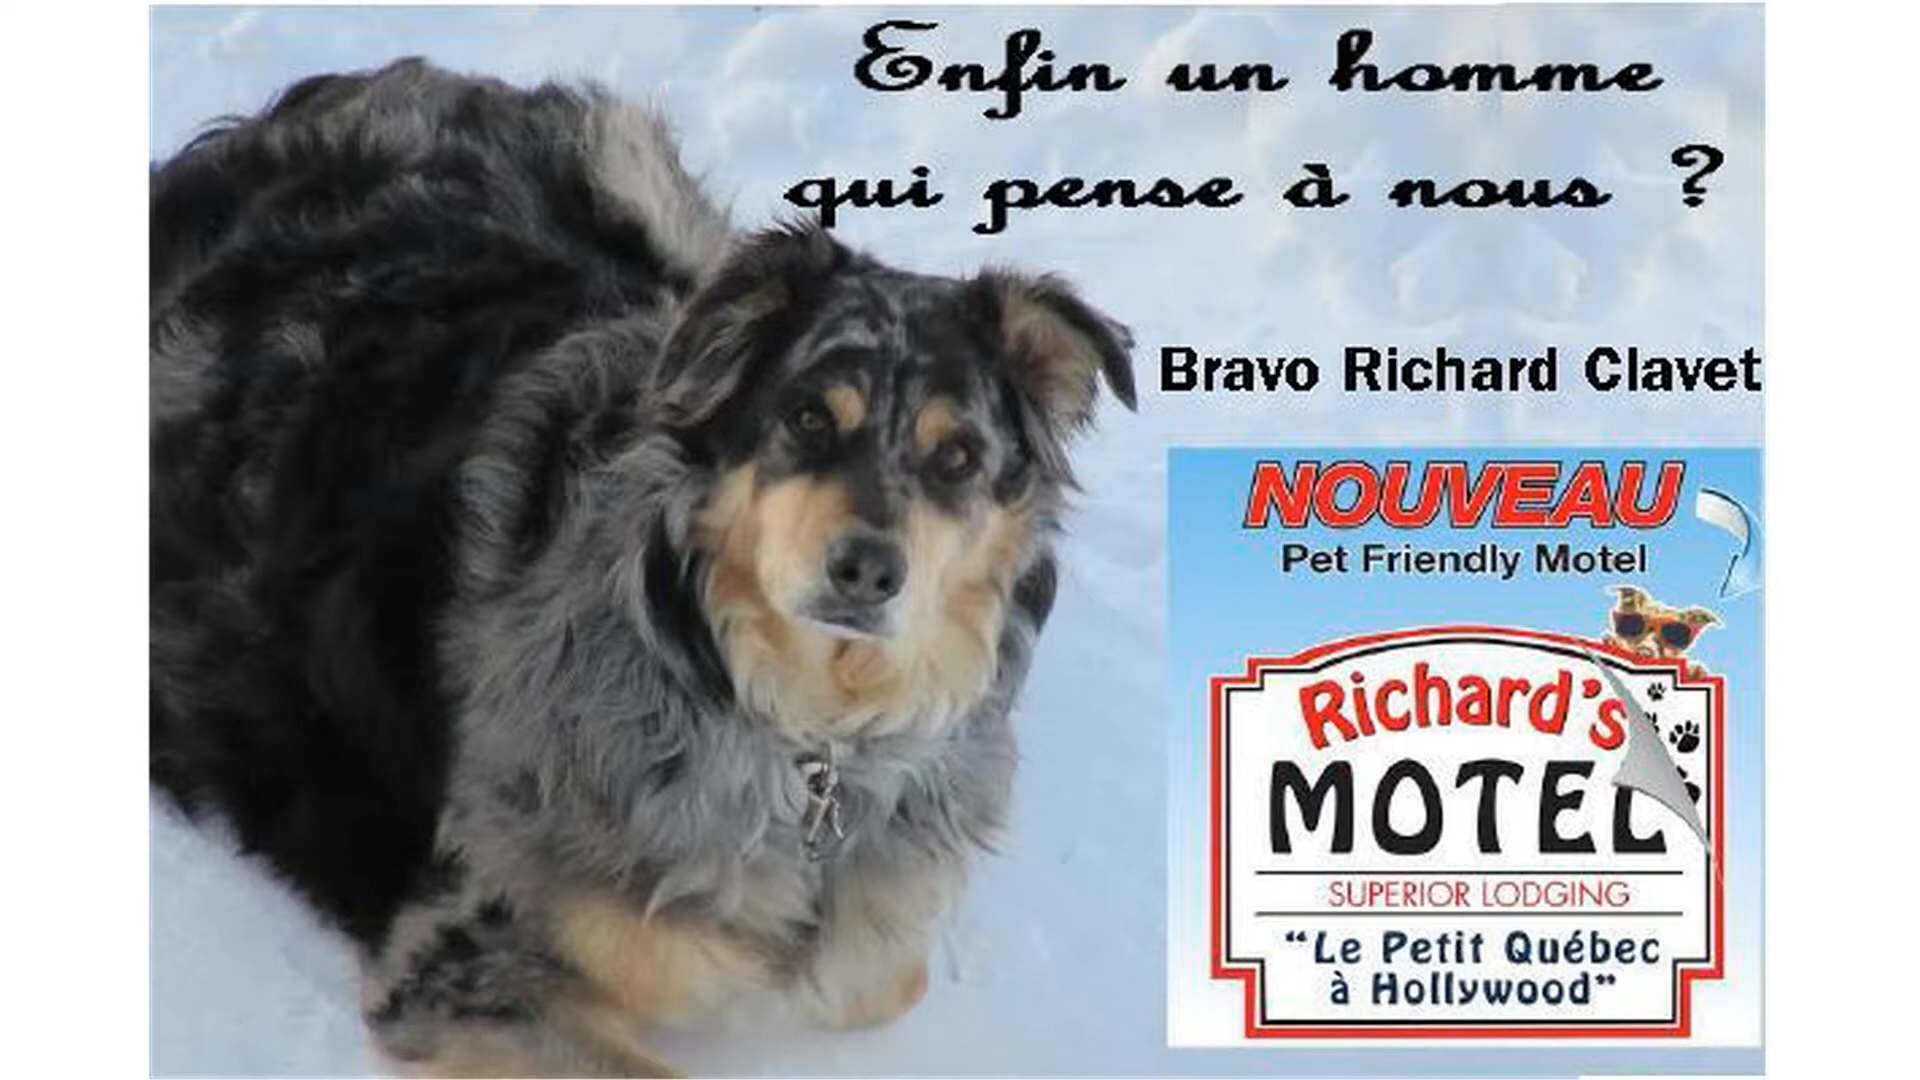 Enfin un homme
qui pense à nous ?
Bravo Richard Clavet
NOUVEAU
Pet Friendly Motel
Richard's
MOTEL
SUPERIOR LODGING
“Le Petit Québec
à Hollywood”